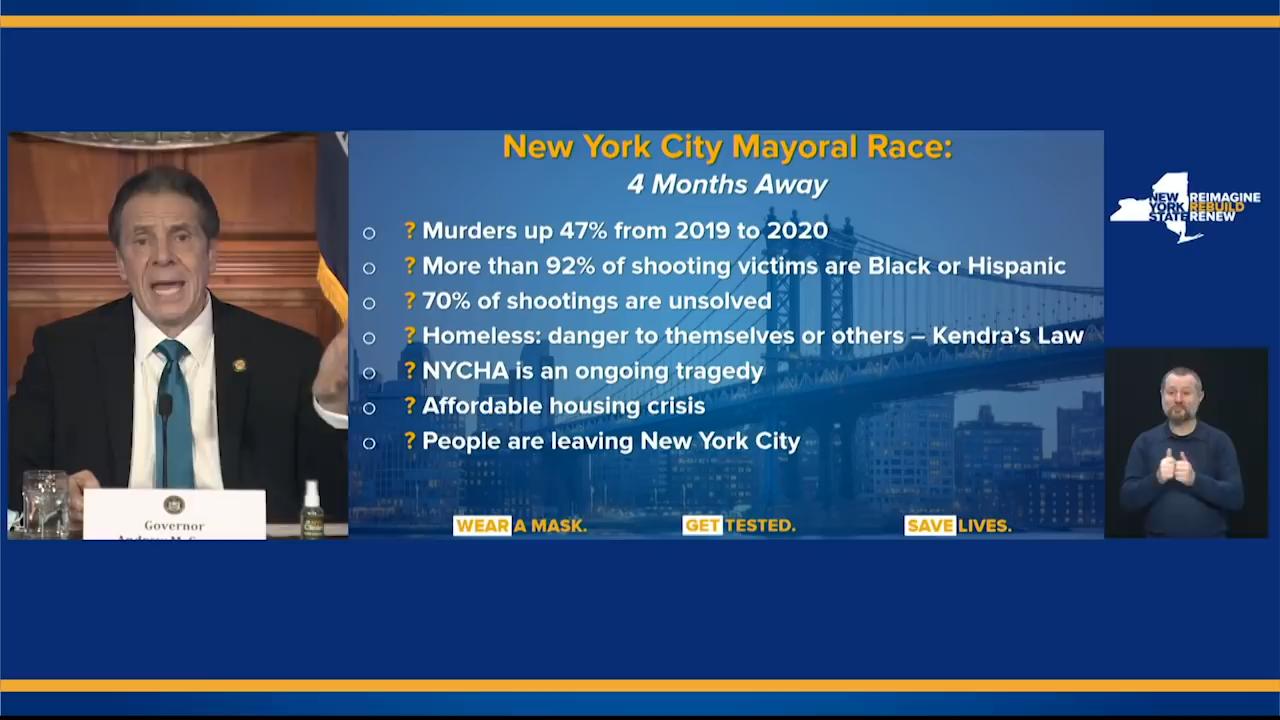 New York City Mayoral Race:
4 Months Away
? Murders up 47% from 2019 to 2020
? More than 92% of shooting victims are Black or Hispanic
? 70% of shootings are unsolved
? Homeless: danger to themselves or others – Kendra's Law
? NYCHA is an ongoing tragedy
? Affordable housing crisis
? People are leaving New York City
WEAR A MASK. GET TESTED. SAVE LIVES.
NEW YORK STATE
REIMAGINE
REBUILD
RENEW
Governor